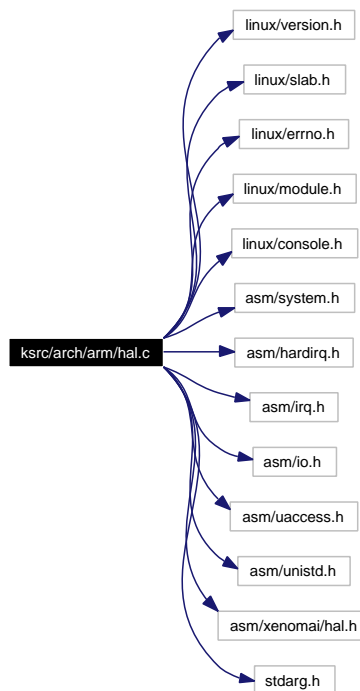 linux/version.h
linux/slab.h
linux/errno.h
linux/module.h
linux/console.h
asm/system.h
ksrc/arch/arm/hal.c
asm/hardirq.h
asm/irq.h
asm/io.h
asm/uaccess.h
asm/unistd.h
asm/xenomai/hal.h
stdarg.h